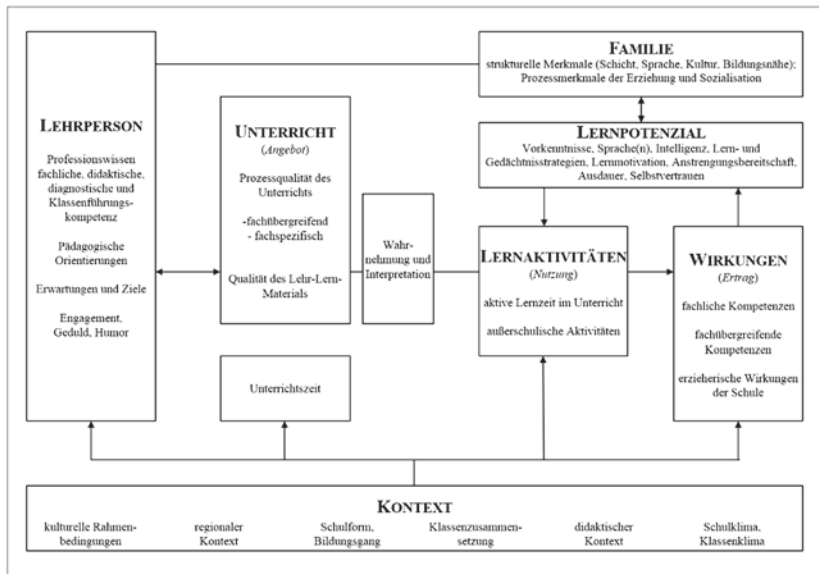 FAMILIE
strukturelle Merkmale (Schicht, Sprache, Kultur, Bildungsnähe);
Prozessmerkmale der Erziehung und Sozialisation
LEHRPERSON
Professionswissen
fachliche, didaktische,
diagnostische und
Klassenführungs-
kompetenz
Pädagogische
Orientierungen
Erwartungen und Ziele
Engagement,
Geduld, Humor
UNTERRICHT
(Angebot)
Prozessqualität des
Unterrichts
-fachübergreifend
- fachspezifisch
Qualität des Lehr-Lern-
Materials
LERNPOTENZIAL
Vorkenntnisse, Sprache(n), Intelligenz, Lern- und
Gedächtnisstrategien, Lernmotivation, Anstrengungsbereitschaft,
Ausdauer, Selbstvertrauen
Wahr-
nehmung und
Interpretation
LERNAKTIVITÄTEN
(Nutzung)
aktive Lernzeit im Unterricht
außerschulische Aktivitäten
WIRKUNGEN
(Ertrag)
fachliche Kompetenzen
fachübergreifende
Kompetenzen
erzieherische Wirkungen
der Schule
Unterrichtszeit
KONTEXT
kulturelle Rahmen-
bedingungen
regionaler
Kontext
Schulform,
Bildungsgang
Klassenzusammen-
setzung
didaktischer
Kontext
Schulklima,
Klassenklima